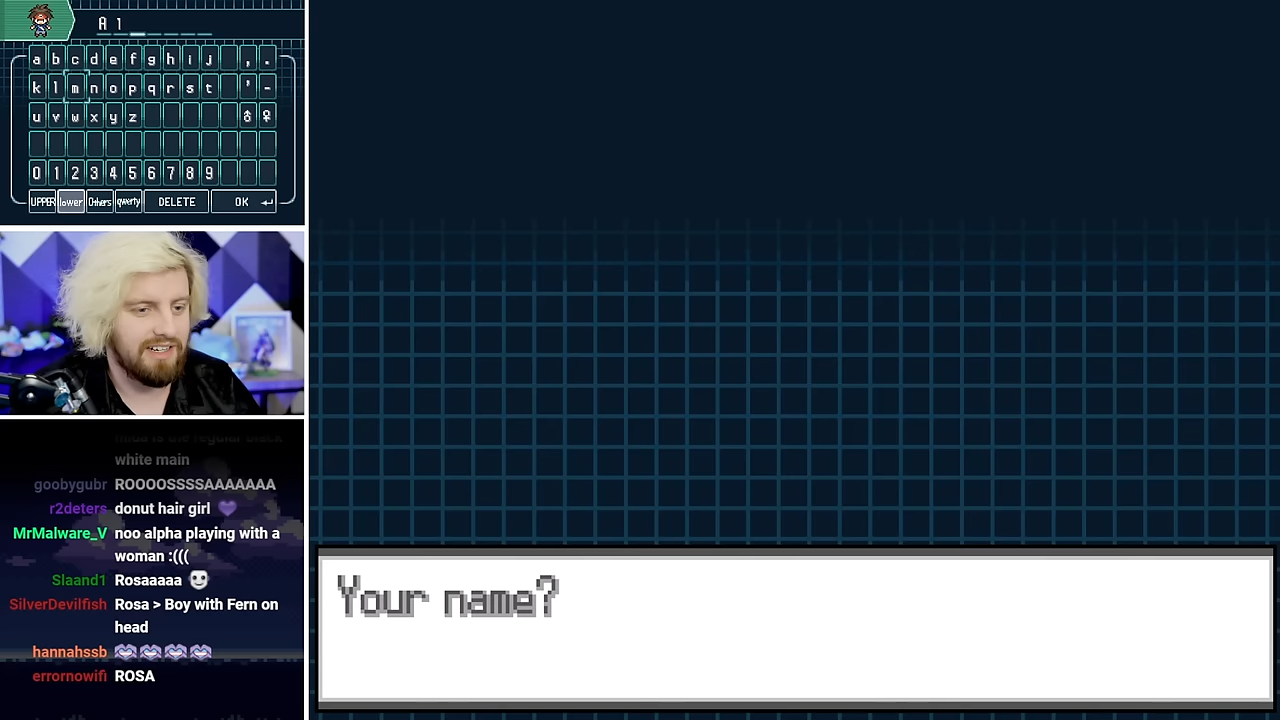 A l
a b c d e f g h i j , .
k l m n o p q r s t ' -
u v w x y z ♂ ♀
0 1 2 3 4 5 6 7 8 9
UPPER lower Others qwerty DELETE OK ↵
white main
goobygubr ROOOOSSSSAAAAAAA
r2deters donut hair girl 💜
MrMalware_V noo alpha playing with a
woman :(((
Slaand1 Rosaaaaa
SilverDevilfish Rosa > Boy with Fern on
head
hannahssb
errornowifi ROSA
Your name?